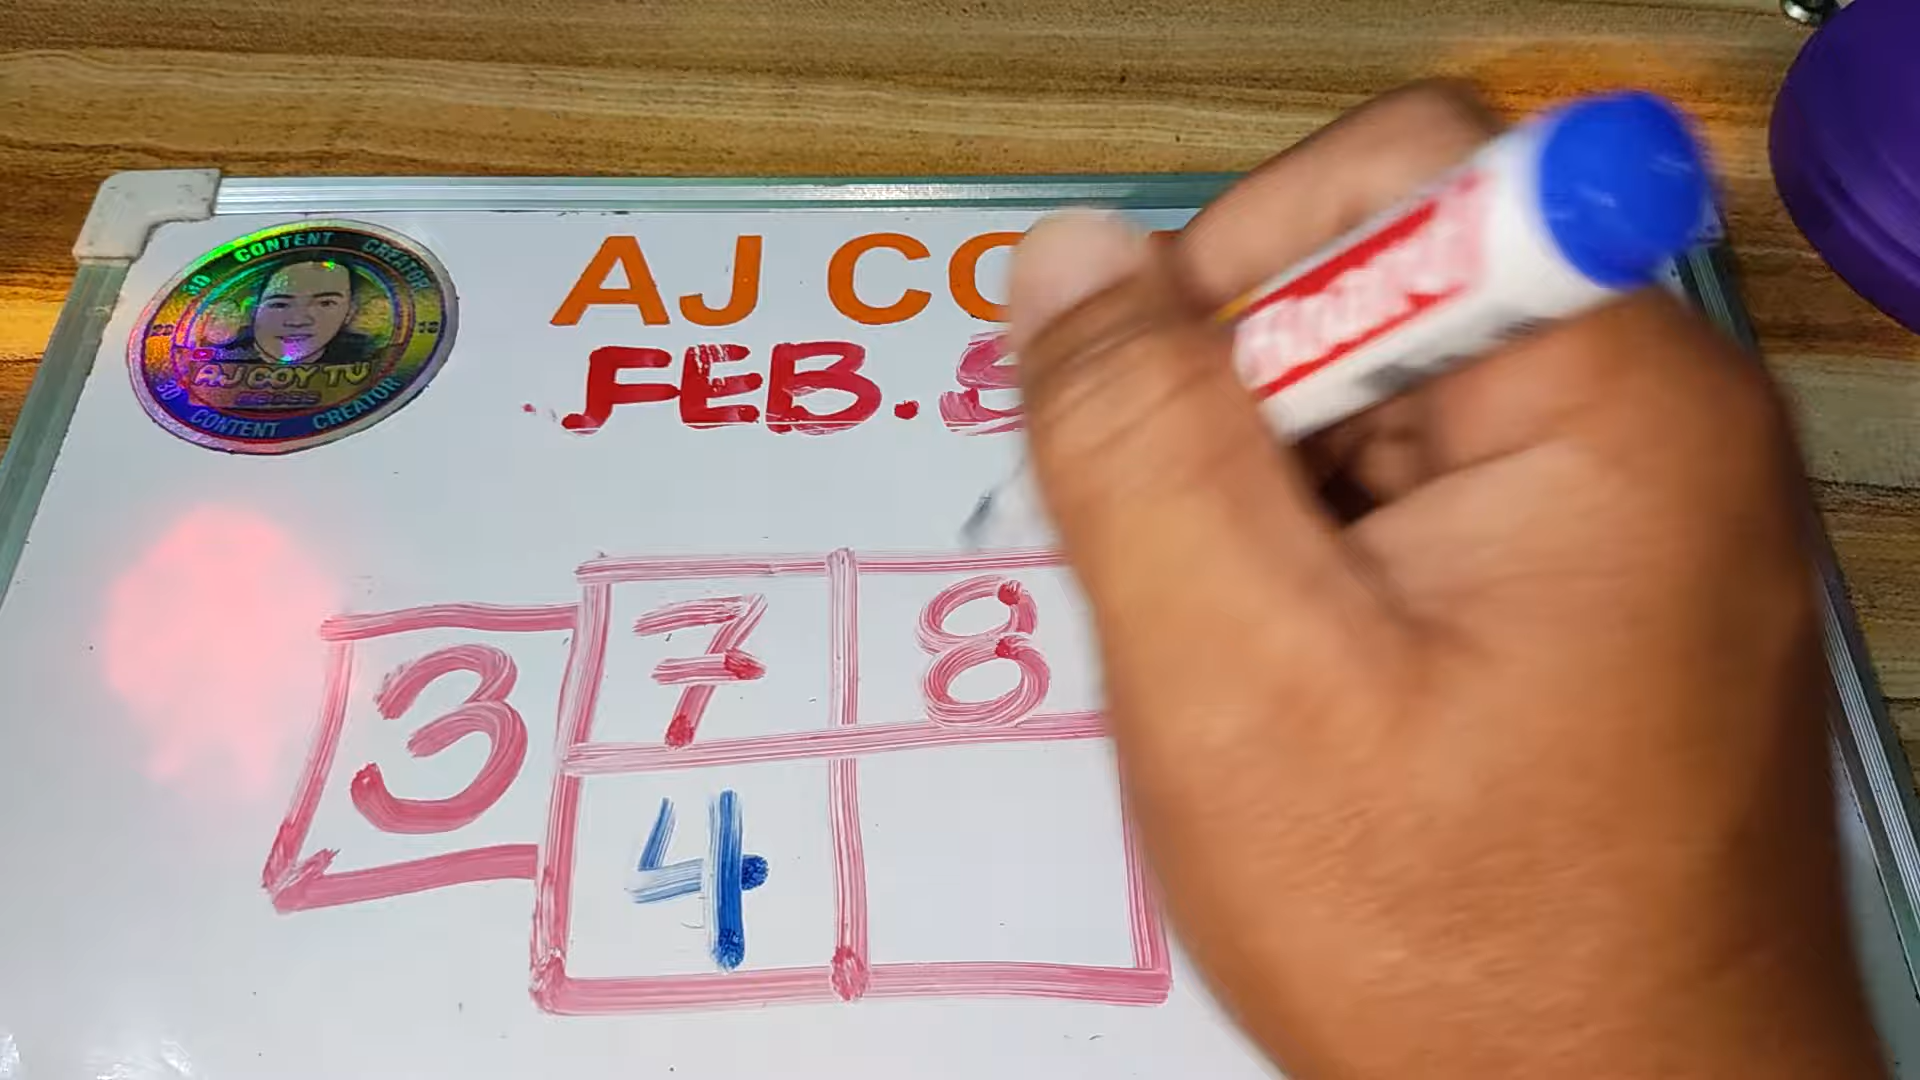 3D CONTENT CREATOR
AJ COY TV
3D CONTENT CREATOR
AJ CO
FEB.
7 8
3
4